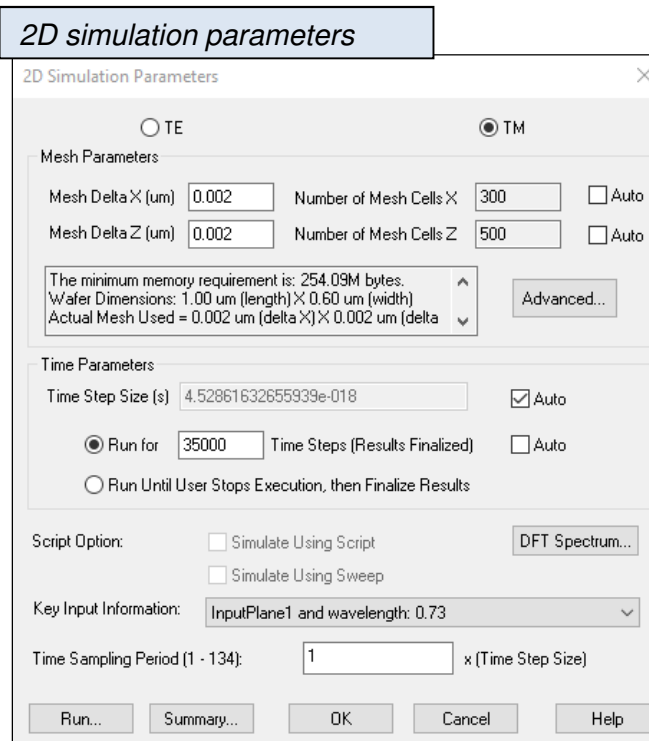 2D simulation parameters
2D Simulation Parameters
TE TM
Mesh Parameters
Mesh Delta X (um) 0.002 Number of Mesh Cells X 300 Auto
Mesh Delta Z (um) 0.002 Number of Mesh Cells Z 500 Auto
The minimum memory requirement is: 254.09M bytes.
Wafer Dimensions: 1.00 um (length) X 0.60 um (width)
Actual Mesh Used = 0.002 um (delta X) X 0.002 um (delta
Advanced...
Time Parameters
Time Step Size (s) 4.52861632655939e-018 Auto
Run for 35000 Time Steps (Results Finalized) Auto
Run Until User Stops Execution, then Finalize Results
Script Option: Simulate Using Script DFT Spectrum...
Simulate Using Sweep
Key Input Information: InputPlane1 and wavelength: 0.73
Time Sampling Period (1 - 134): 1 x (Time Step Size)
Run... Summary... OK Cancel Help